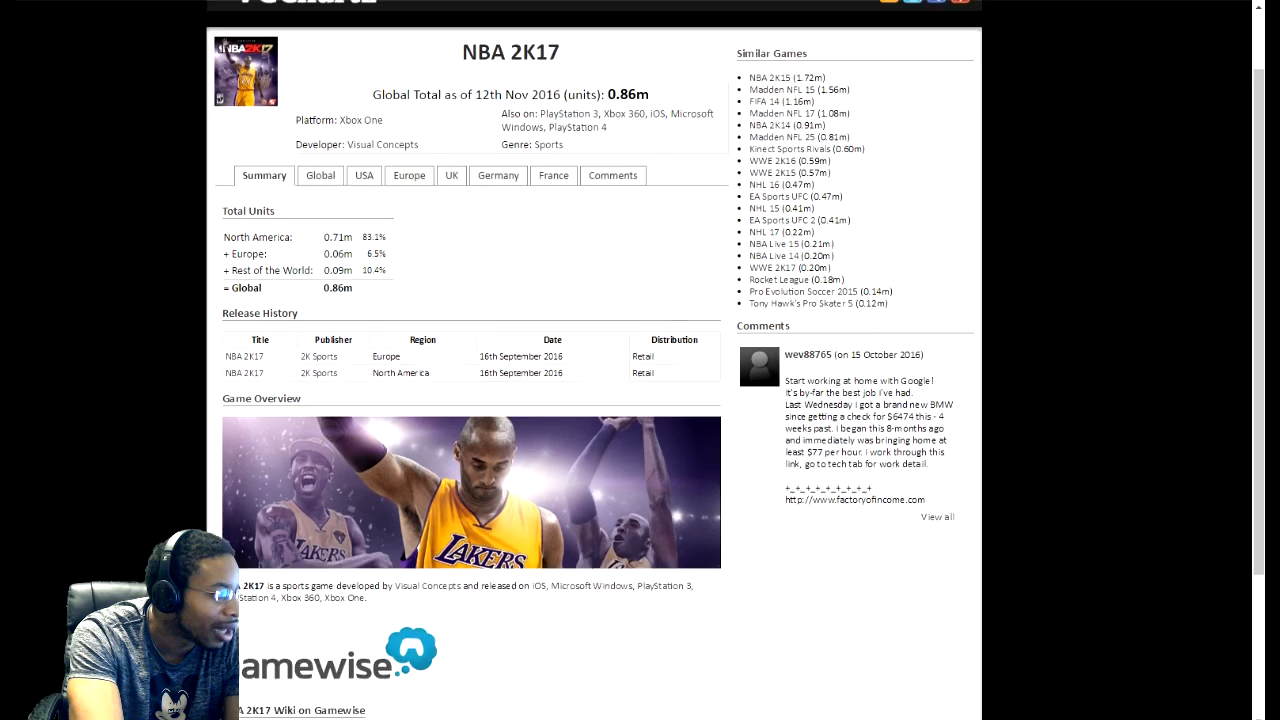 VGChartz
NBA 2K17
NBA 2K17
Global Total as of 12th Nov 2016 (units): 0.86m
Platform: Xbox One
Also on: PlayStation 3, Xbox 360, iOS, Microsoft
Windows, PlayStation 4
Developer: Visual Concepts
Genre: Sports
Summary
Global
USA
Europe
UK
Germany
France
Comments
Total Units
North America: 0.71m 83.1%
+ Europe: 0.06m 6.5%
+ Rest of the World: 0.09m 10.4%
= Global 0.86m
Release History
Title Publisher Region Date Distribution
NBA 2K17 2K Sports Europe 16th September 2016 Retail
NBA 2K17 2K Sports North America 16th September 2016 Retail
Game Overview
LAKERS
LAKERS
2K17 is a sports game developed by Visual Concepts and released on iOS, Microsoft Windows, PlayStation 3,
Station 4, Xbox 360, Xbox One.
amewise
A 2K17 Wiki on Gamewise
Similar Games
NBA 2K15 (1.72m)
Madden NFL 15 (1.56m)
FIFA 14 (1.16m)
Madden NFL 17 (1.08m)
NBA 2K14 (0.91m)
Madden NFL 25 (0.81m)
Kinect Sports Rivals (0.60m)
WWE 2K16 (0.59m)
WWE 2K15 (0.57m)
NHL 16 (0.47m)
EA Sports UFC (0.47m)
NHL 15 (0.41m)
EA Sports UFC 2 (0.41m)
NHL 17 (0.22m)
NBA Live 15 (0.21m)
NBA Live 14 (0.20m)
WWE 2K17 (0.20m)
Rocket League (0.18m)
Pro Evolution Soccer 2015 (0.14m)
Tony Hawk's Pro Skater 5 (0.12m)
Comments
wev88765 (on 15 October 2016)
Start working at home with Google!
It's by-far the best job I've had.
Last Wednesday I got a brand new BMW
since getting a check for $6474 this - 4
weeks past. I began this 8-months ago
and immediately was bringing home at
least $77 per hour. I work through this
link, go to tech tab for work detail.
+_+_+_+_+_+_+_+_+
http://www.factoryofincome.com
View all